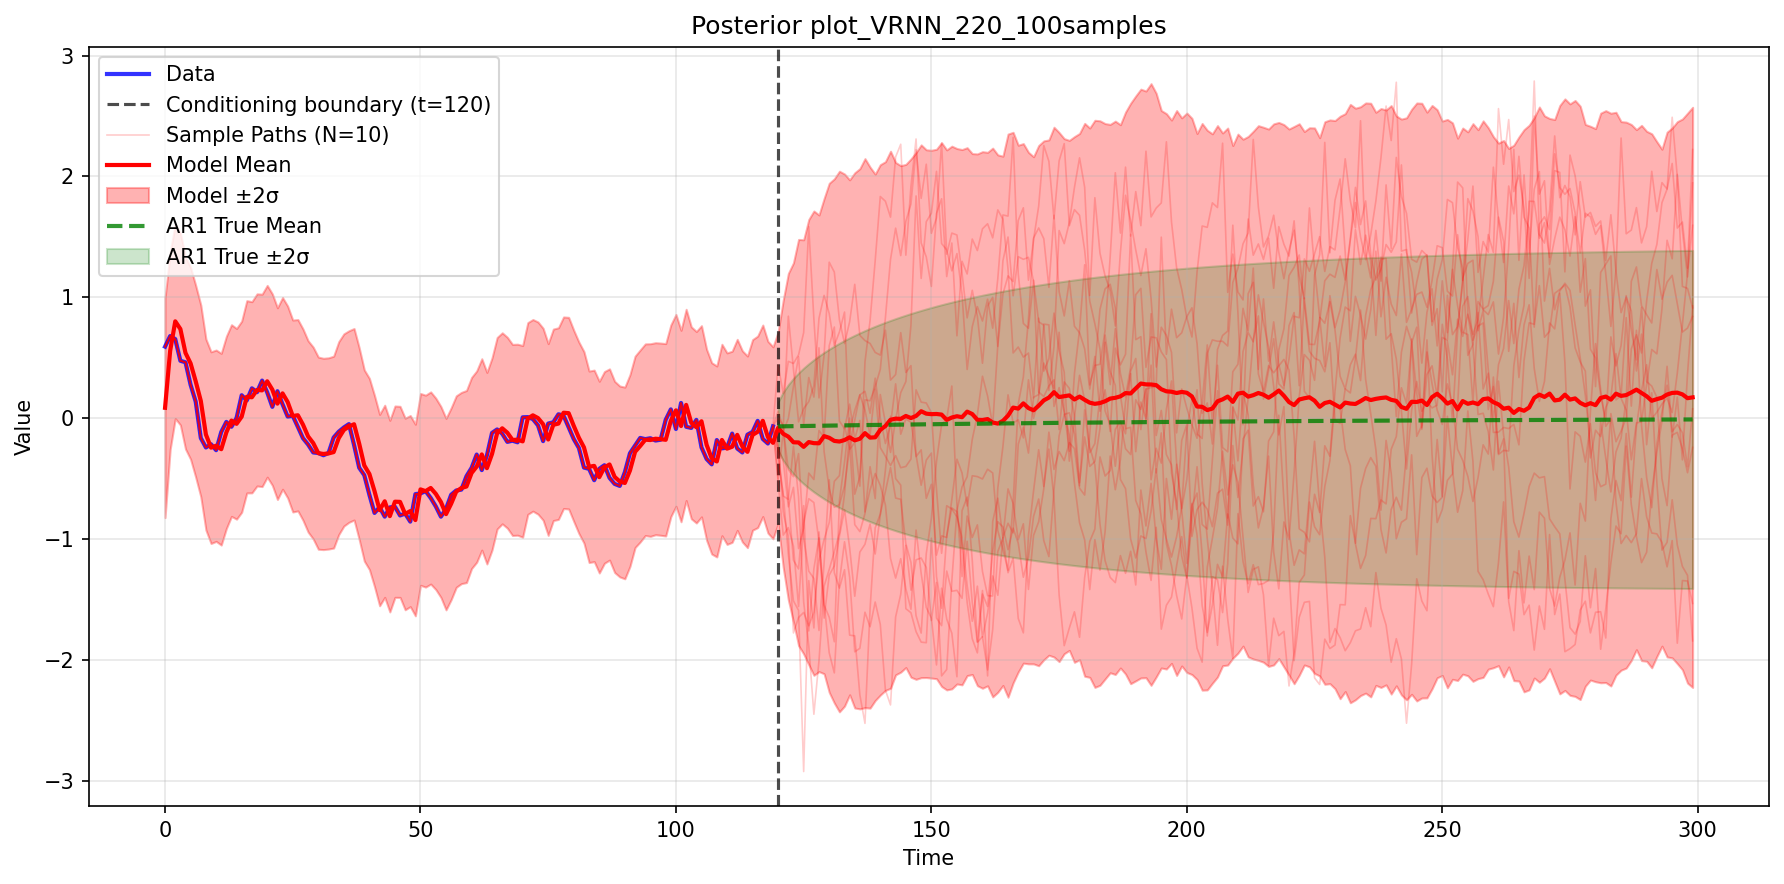 Posterior plot_VRNN_220_100samples
Data
Conditioning boundary (t=120)
Sample Paths (N=10)
Model Mean
Model ±2σ
AR1 True Mean
AR1 True ±2σ
3
2
1
0
−1
−2
−3
Value
0 50 100 150 200 250 300
Time